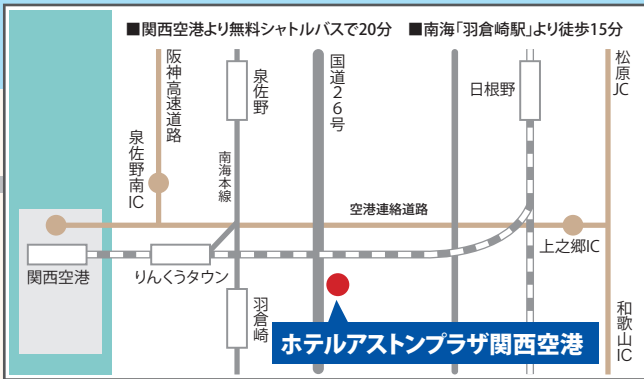 ■関西空港より無料シャトルバスで20分 ■南海「羽倉崎駅」より徒歩15分
阪神高速道路
泉佐野
国道26号
日根野
松原JC
泉佐野南IC
南海本線
空港連絡道路
上之郷IC
関西空港
りんくうタウン
羽倉崎
和歌山IC
ホテルアストンプラザ関西空港